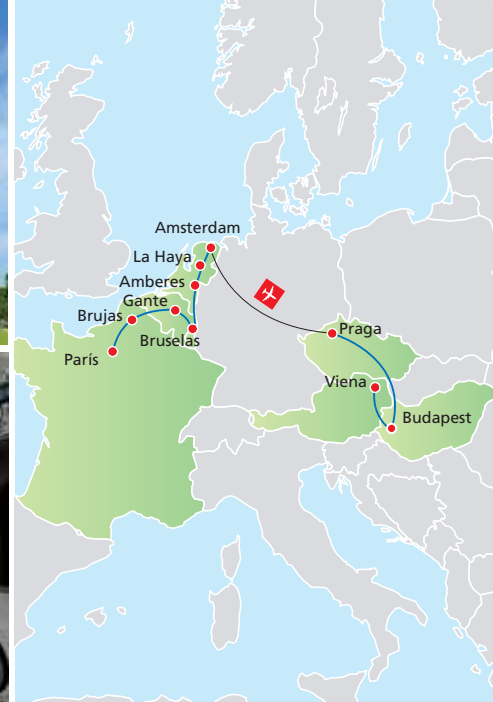 Amsterdam
La Haya
Amberes
Gante
Brujas
Bruselas
París
Praga
Viena
Budapest